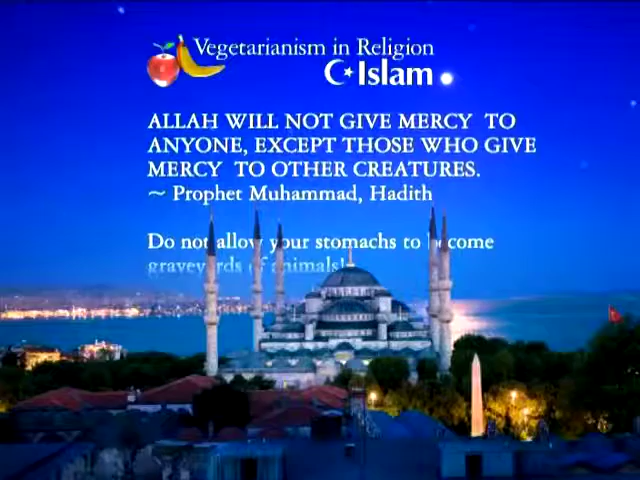 Vegetarianism in Religion
Islam
ALLAH WILL NOT GIVE MERCY TO
ANYONE, EXCEPT THOSE WHO GIVE
MERCY TO OTHER CREATURES.
~ Prophet Muhammad, Hadith
Do not allow your stomachs to become
graveyards of animals!